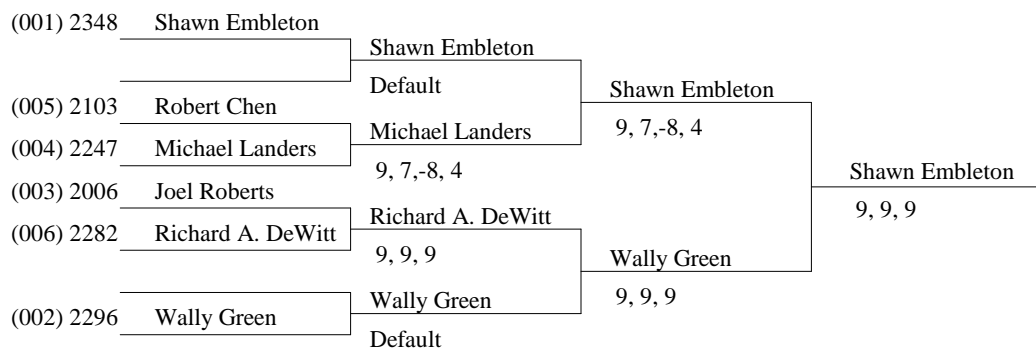 (001) 2348 Shawn Embleton
Shawn Embleton
Default
Shawn Embleton
9, 7,-8, 4
(005) 2103 Robert Chen
Michael Landers
9, 7,-8, 4
(004) 2247 Michael Landers
Shawn Embleton
9, 9, 9
(003) 2006 Joel Roberts
Richard A. DeWitt
9, 9, 9
(006) 2282 Richard A. DeWitt
Wally Green
9, 9, 9
Wally Green
Default
(002) 2296 Wally Green